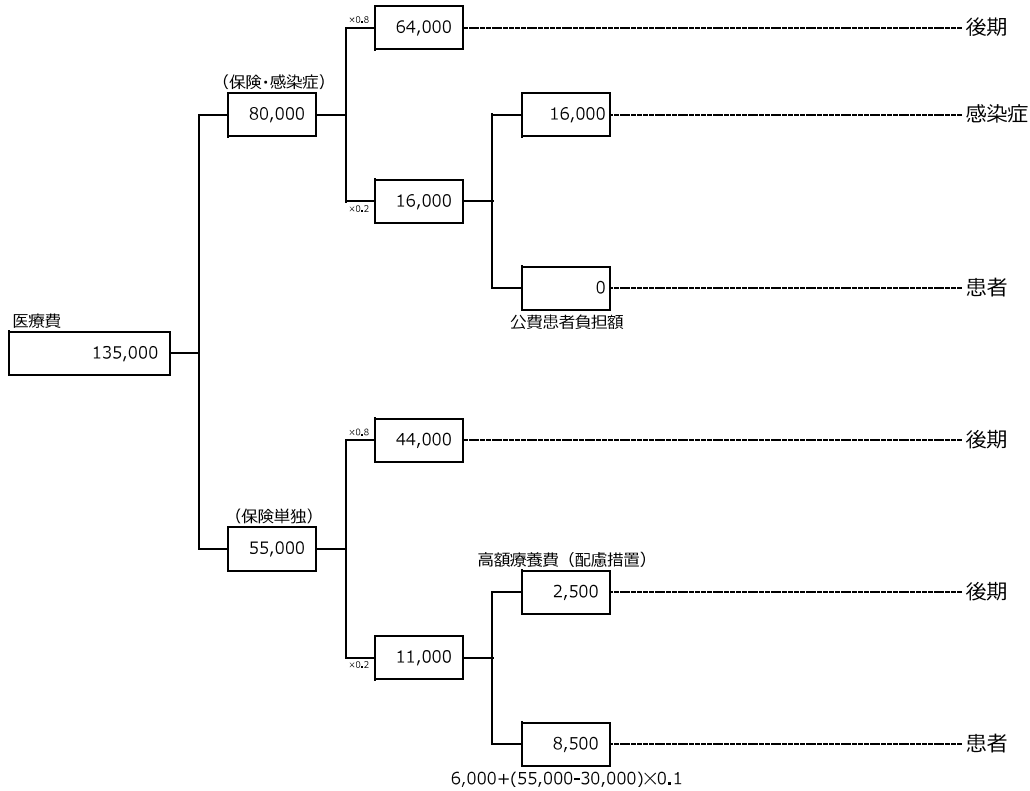 ×0.8
64,000
後期
(保険・感染症)
80,000
16,000
感染症
16,000
×0.2
0
患者
公費患者負担額
医療費
135,000
×0.8
44,000
後期
(保険単独)
55,000
高額療養費(配慮措置)
2,500
後期
11,000
×0.2
8,500
患者
6,000+(55,000-30,000)×0.1